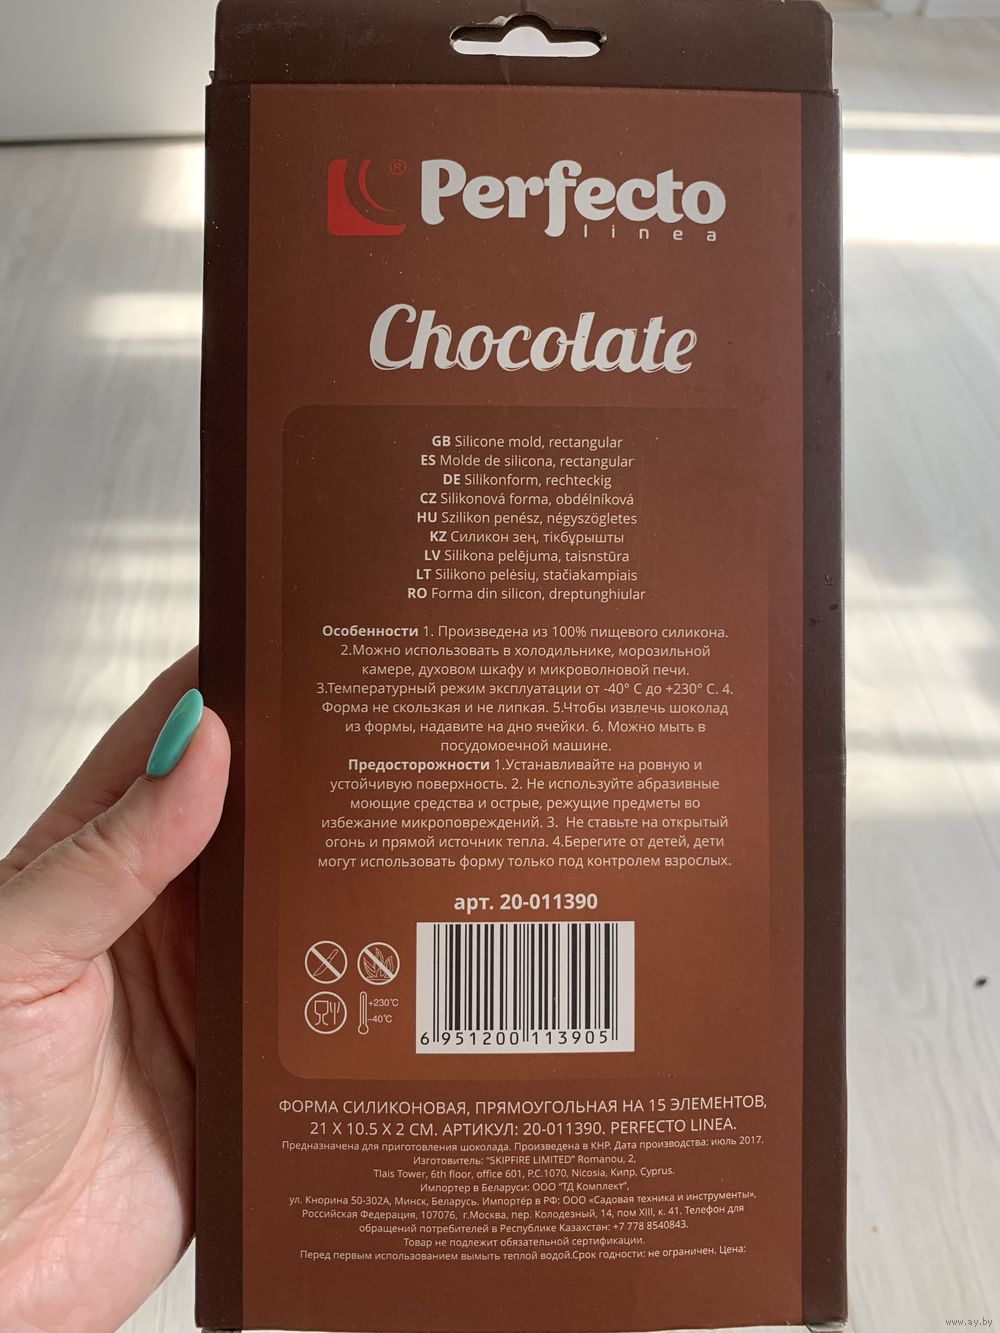 ®
Perfecto
linea
Chocolate
GB Silicone mold, rectangular
ES Molde de silicona, rectangular
DE Silikonform, rechteckig
CZ Silikonová forma, obdélníková
HU Szilikon penész, négyszögletes
KZ Силикон зең, тікбұрышты
LV Silikona pelējuma, taisnstūra
LT Silikono pelėsių, stačiakampiais
RO Forma din silicon, dreptunghiular
Особенности 1. Произведена из 100% пищевого силикона.
2.Можно использовать в холодильнике, морозильной
камере, духовом шкафу и микроволновой печи.
3.Температурный режим эксплуатации от -40° С до +230° С. 4.
Форма не скользкая и не липкая. 5.Чтобы извлечь шоколад
из формы, надавите на дно ячейки. 6. Можно мыть в
посудомоечной машине.
Предосторожности 1.Устанавливайте на ровную и
устойчивую поверхность. 2. Не используйте абразивные
моющие средства и острые, режущие предметы во
избежание микроповреждений. 3. Не ставьте на открытый
огонь и прямой источник тепла. 4.Берегите от детей, дети
могут использовать форму только под контролем взрослых.
арт. 20-011390
+230°C
-40°C
6 951200 113905
ФОРМА СИЛИКОНОВАЯ, ПРЯМОУГОЛЬНАЯ НА 15 ЭЛЕМЕНТОВ,
21 X 10.5 X 2 СМ. АРТИКУЛ: 20-011390. PERFECTO LINEA.
Предназначена для приготовления шоколада. Произведена в КНР. Дата производства: июль 2017.
Изготовитель: "SKIPFIRE LIMITED" Romanou, 2,
Tlais Tower, 6th floor, office 601, P.C.1070, Nicosia, Кипр, Cyprus.
Импортер в Беларуси: ООО "ТД Комплект",
ул. Кнорина 50-302А, Минск, Беларусь. Импортёр в РФ: ООО «Садовая техника и инструменты»,
Российская Федерация, 107076, г.Москва, пер. Колодезный, 14, пом XIII, к. 41. Телефон для
обращений потребителей в Республике Казахстан: +7 778 8540843.
Товар не подлежит обязательной сертификации.
Перед первым использованием вымыть теплой водой.Срок годности: не ограничен. Цена:
www.ay.by